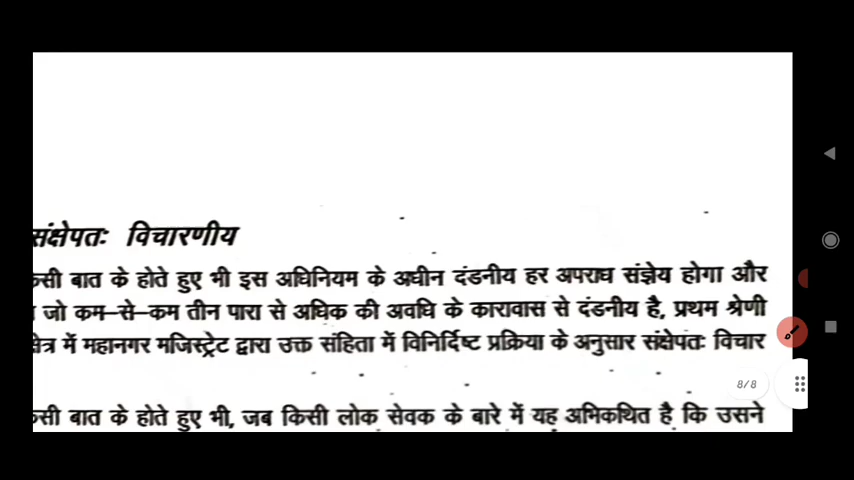 संक्षेपतः विचारणीय
बात के होते हुए भी इस अधिनियम के अधीन दंडनीय हर अपराध संज्ञेय होगा और
जो कम-से-कम तीन पारा से अधिक की अवधि के कारावास से दंडनीय है, प्रथम श्रेणी
में महानगर मजिस्ट्रेट द्वारा उक्त संहिता में विनिर्दिष्ट प्रक्रिया के अनुसार संक्षेपतः विचार
8/8
बात के होते हुए भी, जब किसी लोक सेवक के बारे में यह अभिकथित है कि उसने